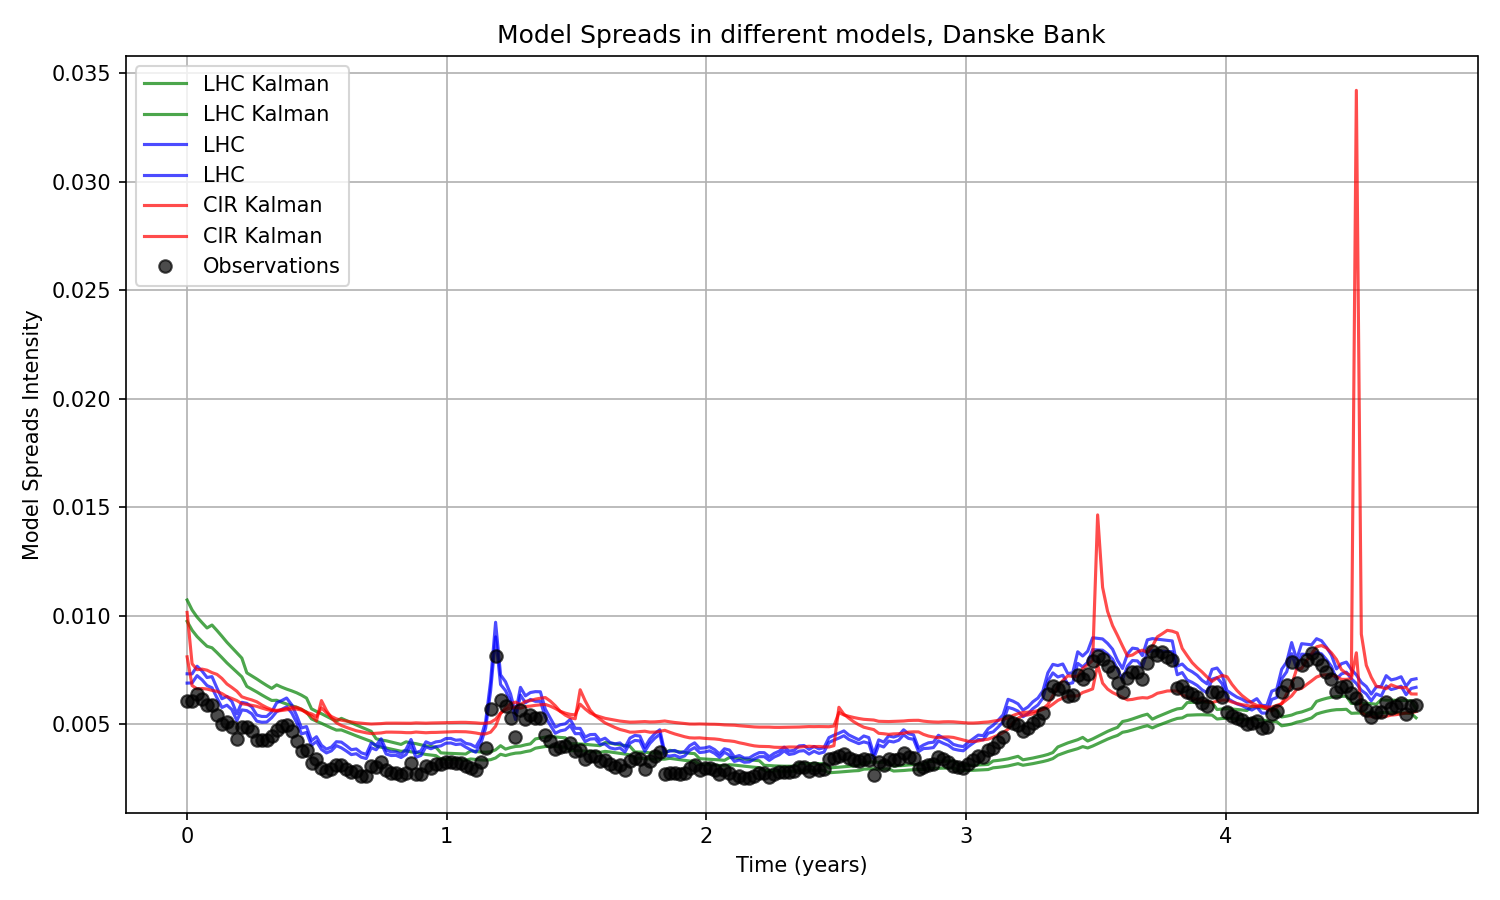 Model Spreads in different models, Danske Bank
LHC Kalman
LHC Kalman
LHC
LHC
CIR Kalman
CIR Kalman
Observations
Model Spreads Intensity
0.035
0.030
0.025
0.020
0.015
0.010
0.005
0 1 2 3 4
Time (years)